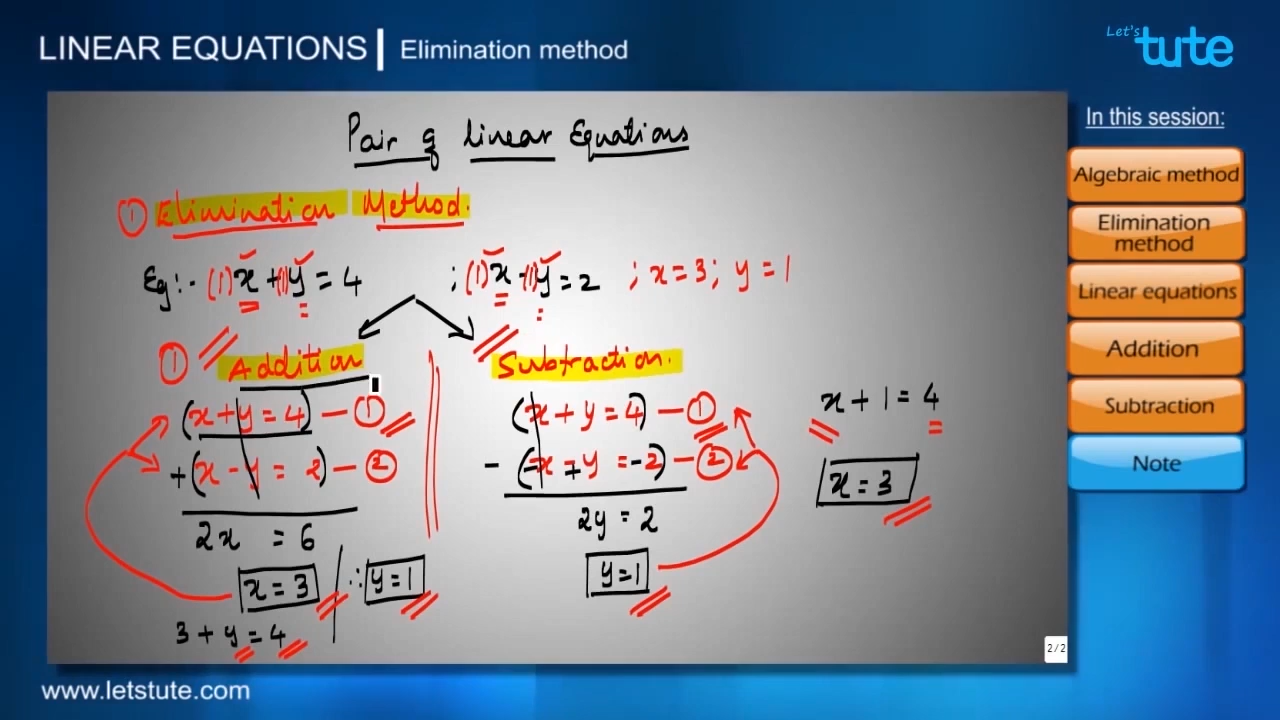 LINEAR EQUATIONS | Elimination method
Let's tute
Pair of Linear Equations
① Elimination Method.
Eg:- (1)x + (1)y = 4 ; (1)x - (1)y = 2 ; x = 3; y = 1
① Addition
(x + y = 4) — ①
+ (x - y = 2) — ②
2x = 6
x = 3 / ∴ y = 1
3 + y = 4
Subtraction.
(x + y = 4) — ①
- (-x + y = -2) — ②
2y = 2
y = 1
x + 1 = 4
x = 3
2/2
In this session:
Algebraic method
Elimination
method
Linear equations
Addition
Subtraction
Note
www.letstute.com